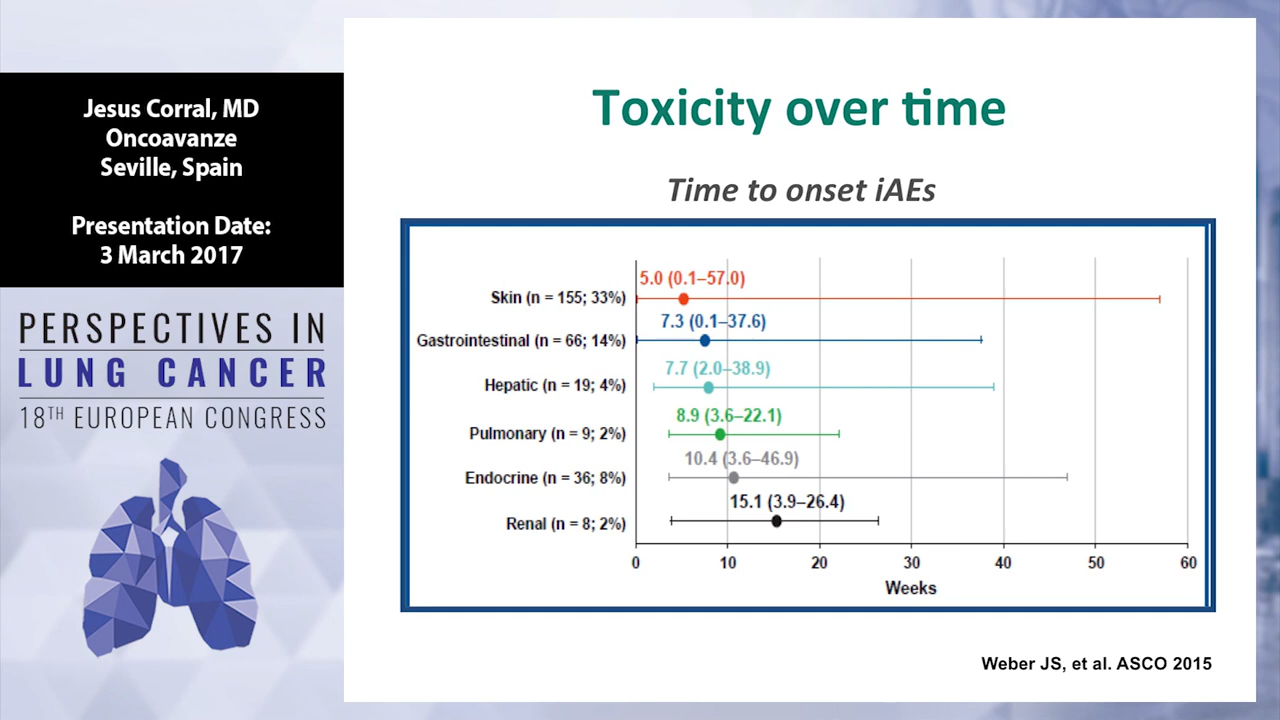 Jesus Corral, MD
Oncoavanze
Seville, Spain
Presentation Date:
3 March 2017
PERSPECTIVES IN
LUNG CANCER
18TH EUROPEAN CONGRESS
Toxicity over time
Time to onset iAEs
5.0 (0.1–57.0)
Skin (n = 155; 33%)
7.3 (0.1–37.6)
Gastrointestinal (n = 66; 14%)
7.7 (2.0–38.9)
Hepatic (n = 19; 4%)
8.9 (3.6–22.1)
Pulmonary (n = 9; 2%)
10.4 (3.6–46.9)
Endocrine (n = 36; 8%)
15.1 (3.9–26.4)
Renal (n = 8; 2%)
0 10 20 30 40 50 60
Weeks
Weber JS, et al. ASCO 2015